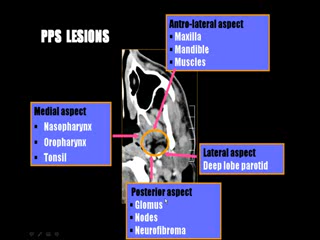 PPS LESIONS
Antro-lateral aspect
▪ Maxilla
▪ Mandible
▪ Muscles
Medial aspect
▪ Nasopharynx
▪ Oropharynx
▪ Tonsil
Lateral aspect
Deep lobe parotid
Posterior aspect
▪ Glomus `
▪ Nodes
▪ Neurofibroma